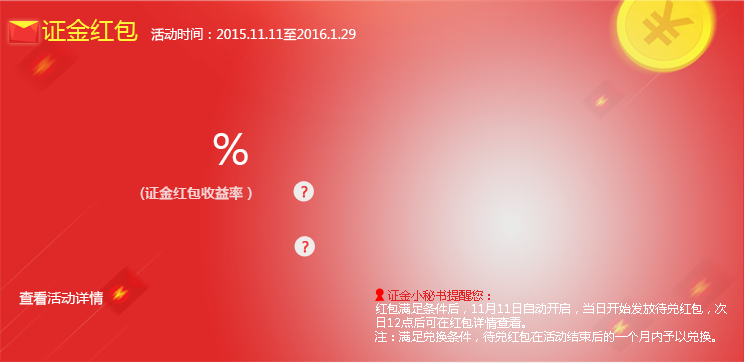 证金红包 活动时间：2015.11.11至2016.1.29
%
(证金红包收益率 )
?
?
查看活动详情
证金小秘书提醒您：
红包满足条件后，11月11日自动开启，当日开始发放待兑红包，次
日12点后可在红包详情查看。
注：满足兑换条件，待兑红包在活动结束后的一个月内予以兑换。